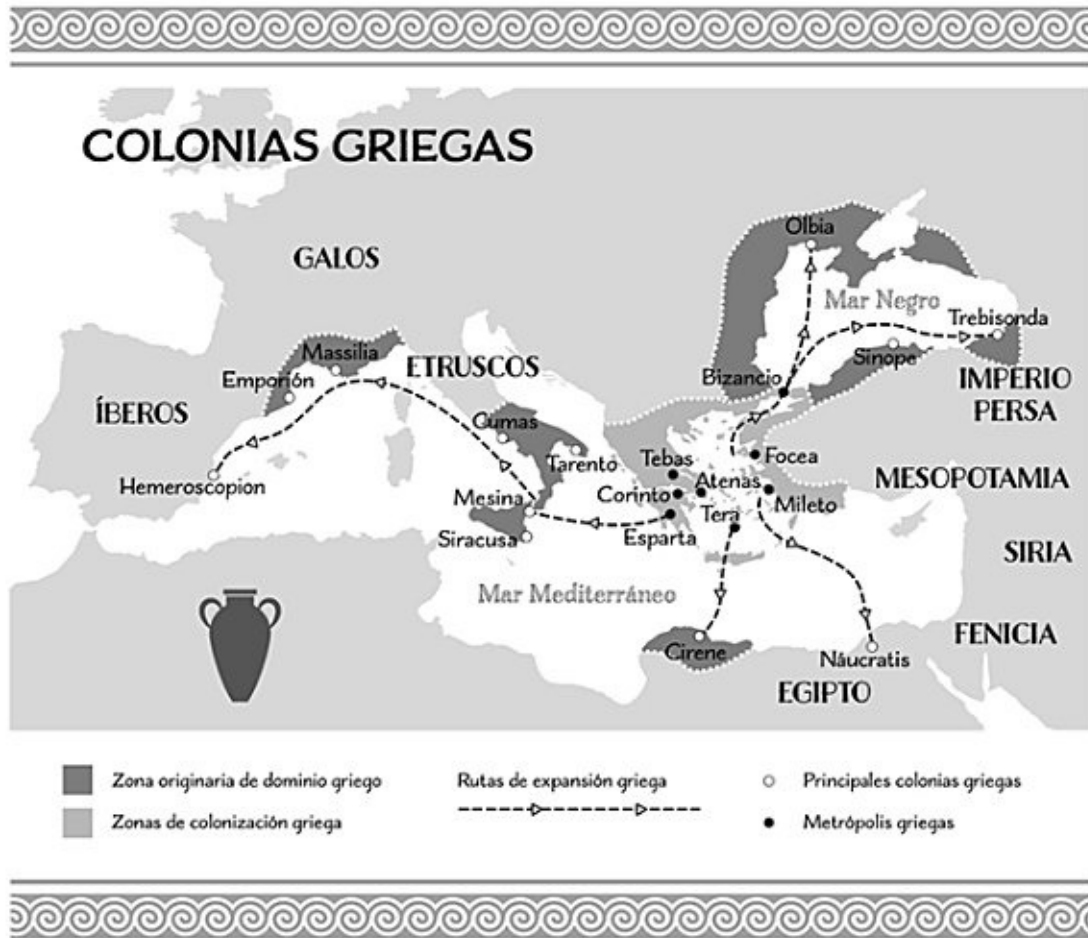 COLONIAS GRIEGAS
Olbia
GALOS
Mar Negro
Trebisonda
Massilia
Sinope
ETRUSCOS
Emporión
Bizancio
IMPERIO
PERSA
ÍBEROS
Cumas
Tarento
Tebas
Focea
Hemeroscopion
Atenas
MESOPOTAMIA
Mesina
Corinto
Mileto
Tera
Siracusa
Esparta
SIRIA
Mar Mediterráneo
FENICIA
Cirene
Náucratis
EGIPTO
Zona originaria de dominio griego
Rutas de expansión griega
Principales colonias griegas
Zonas de colonización griega
Metrópolis griegas